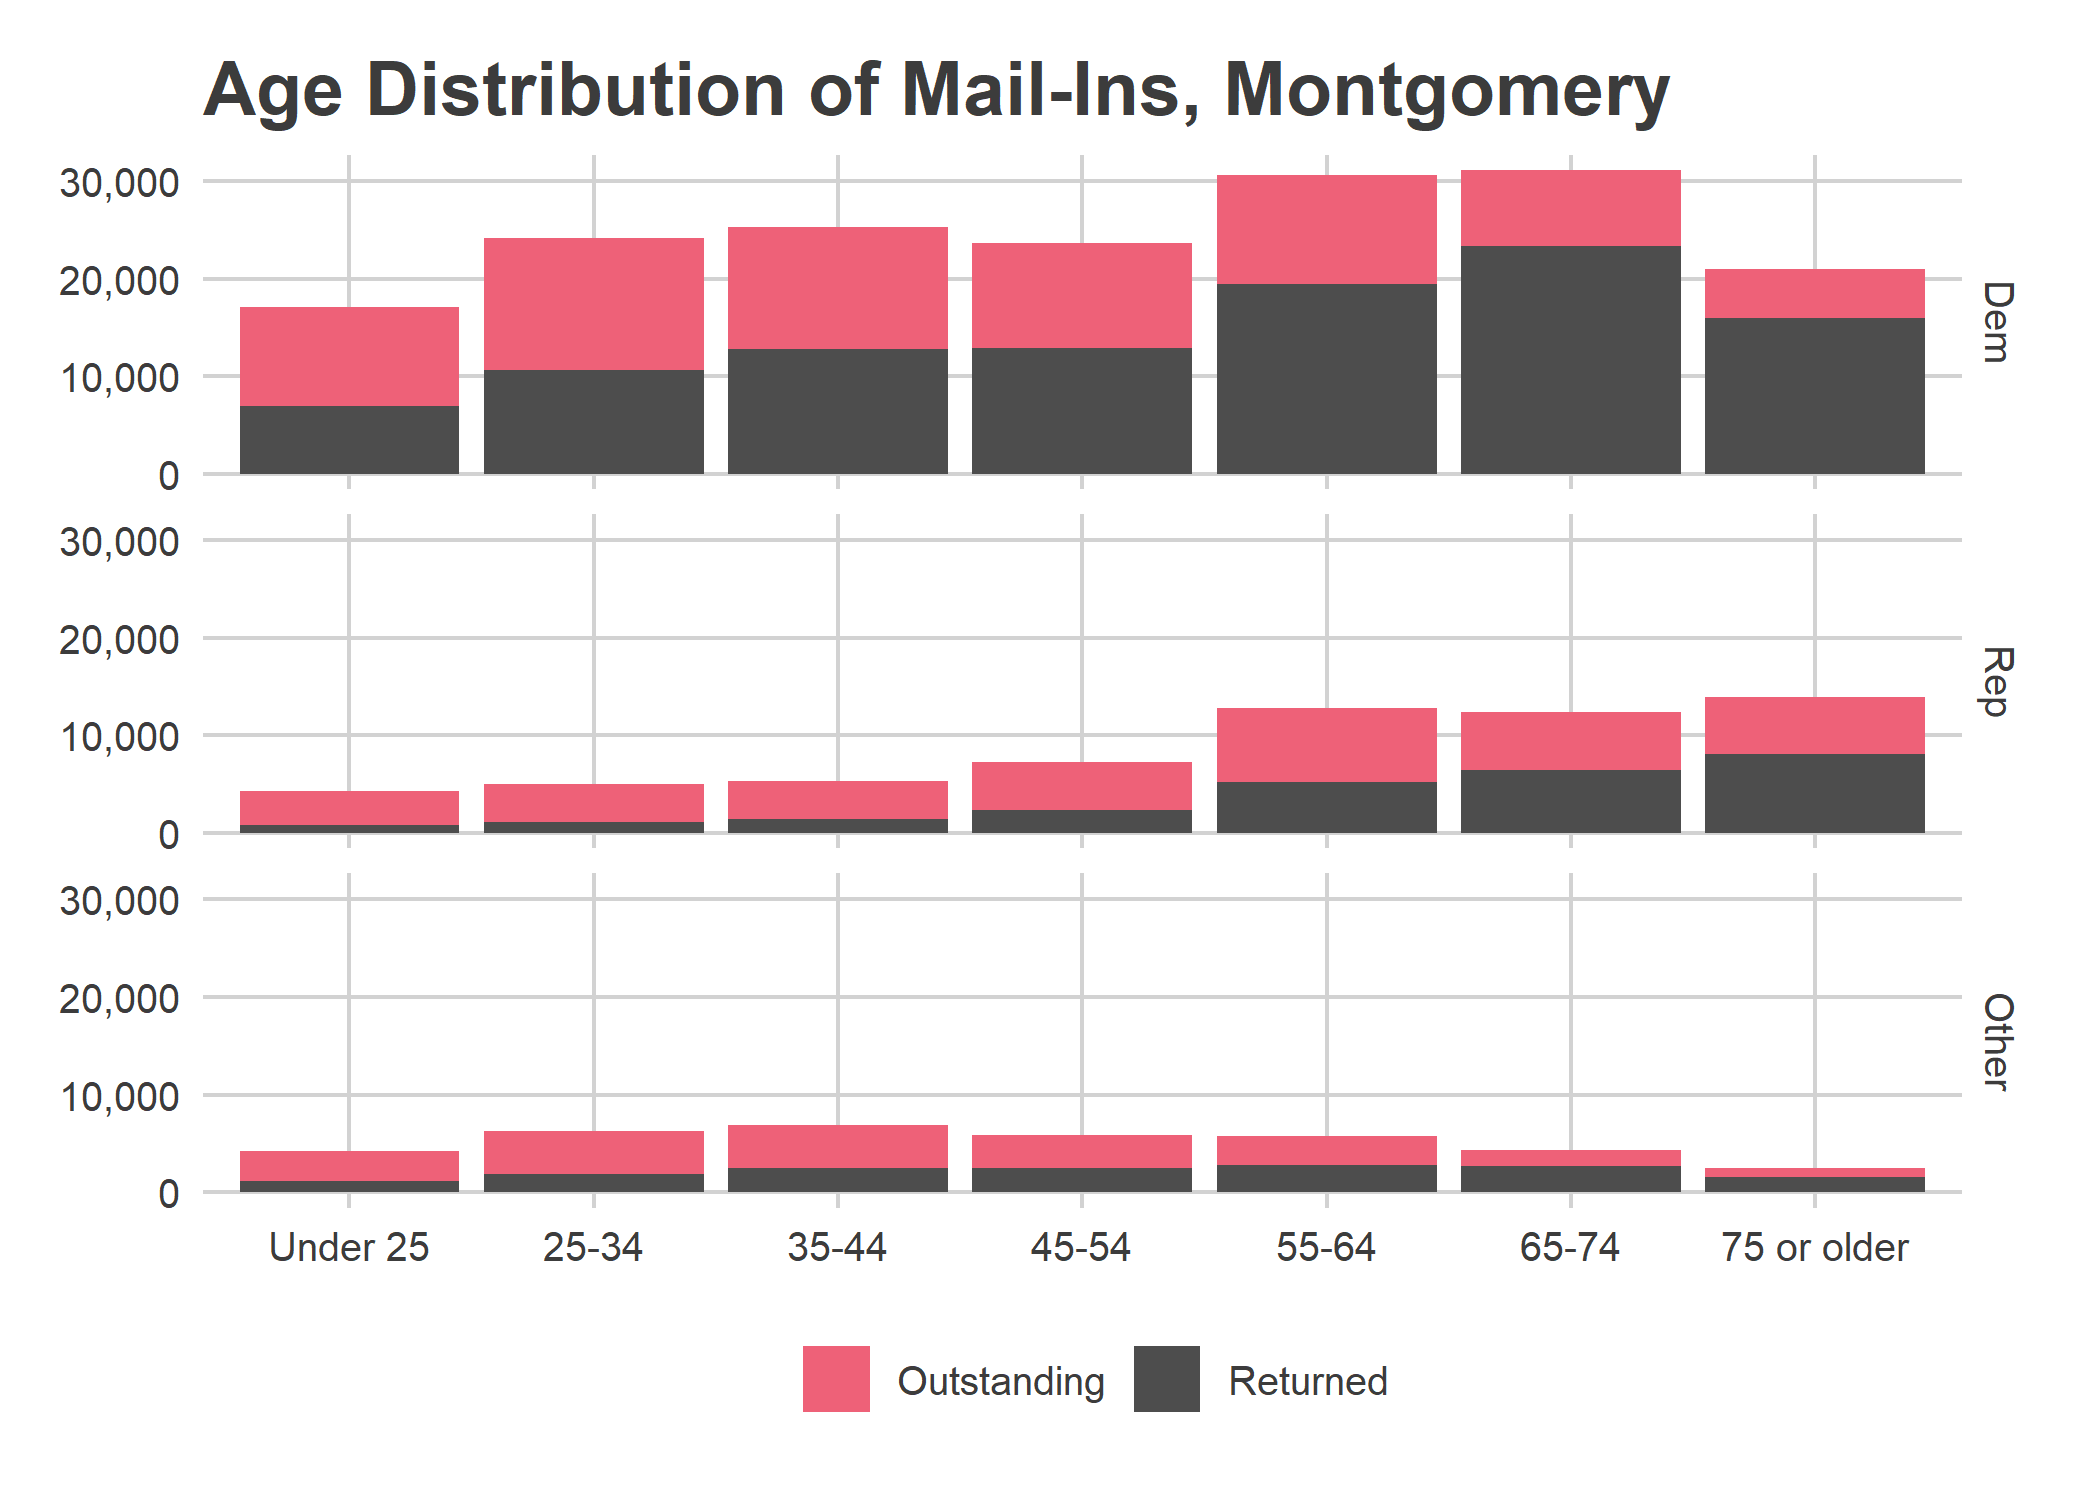 Age Distribution of Mail-Ins, Montgomery
30,000
20,000
10,000
0
Dem
30,000
20,000
10,000
0
Rep
30,000
20,000
10,000
0
Other
Under 25 25-34 35-44 45-54 55-64 65-74 75 or older
Outstanding Returned